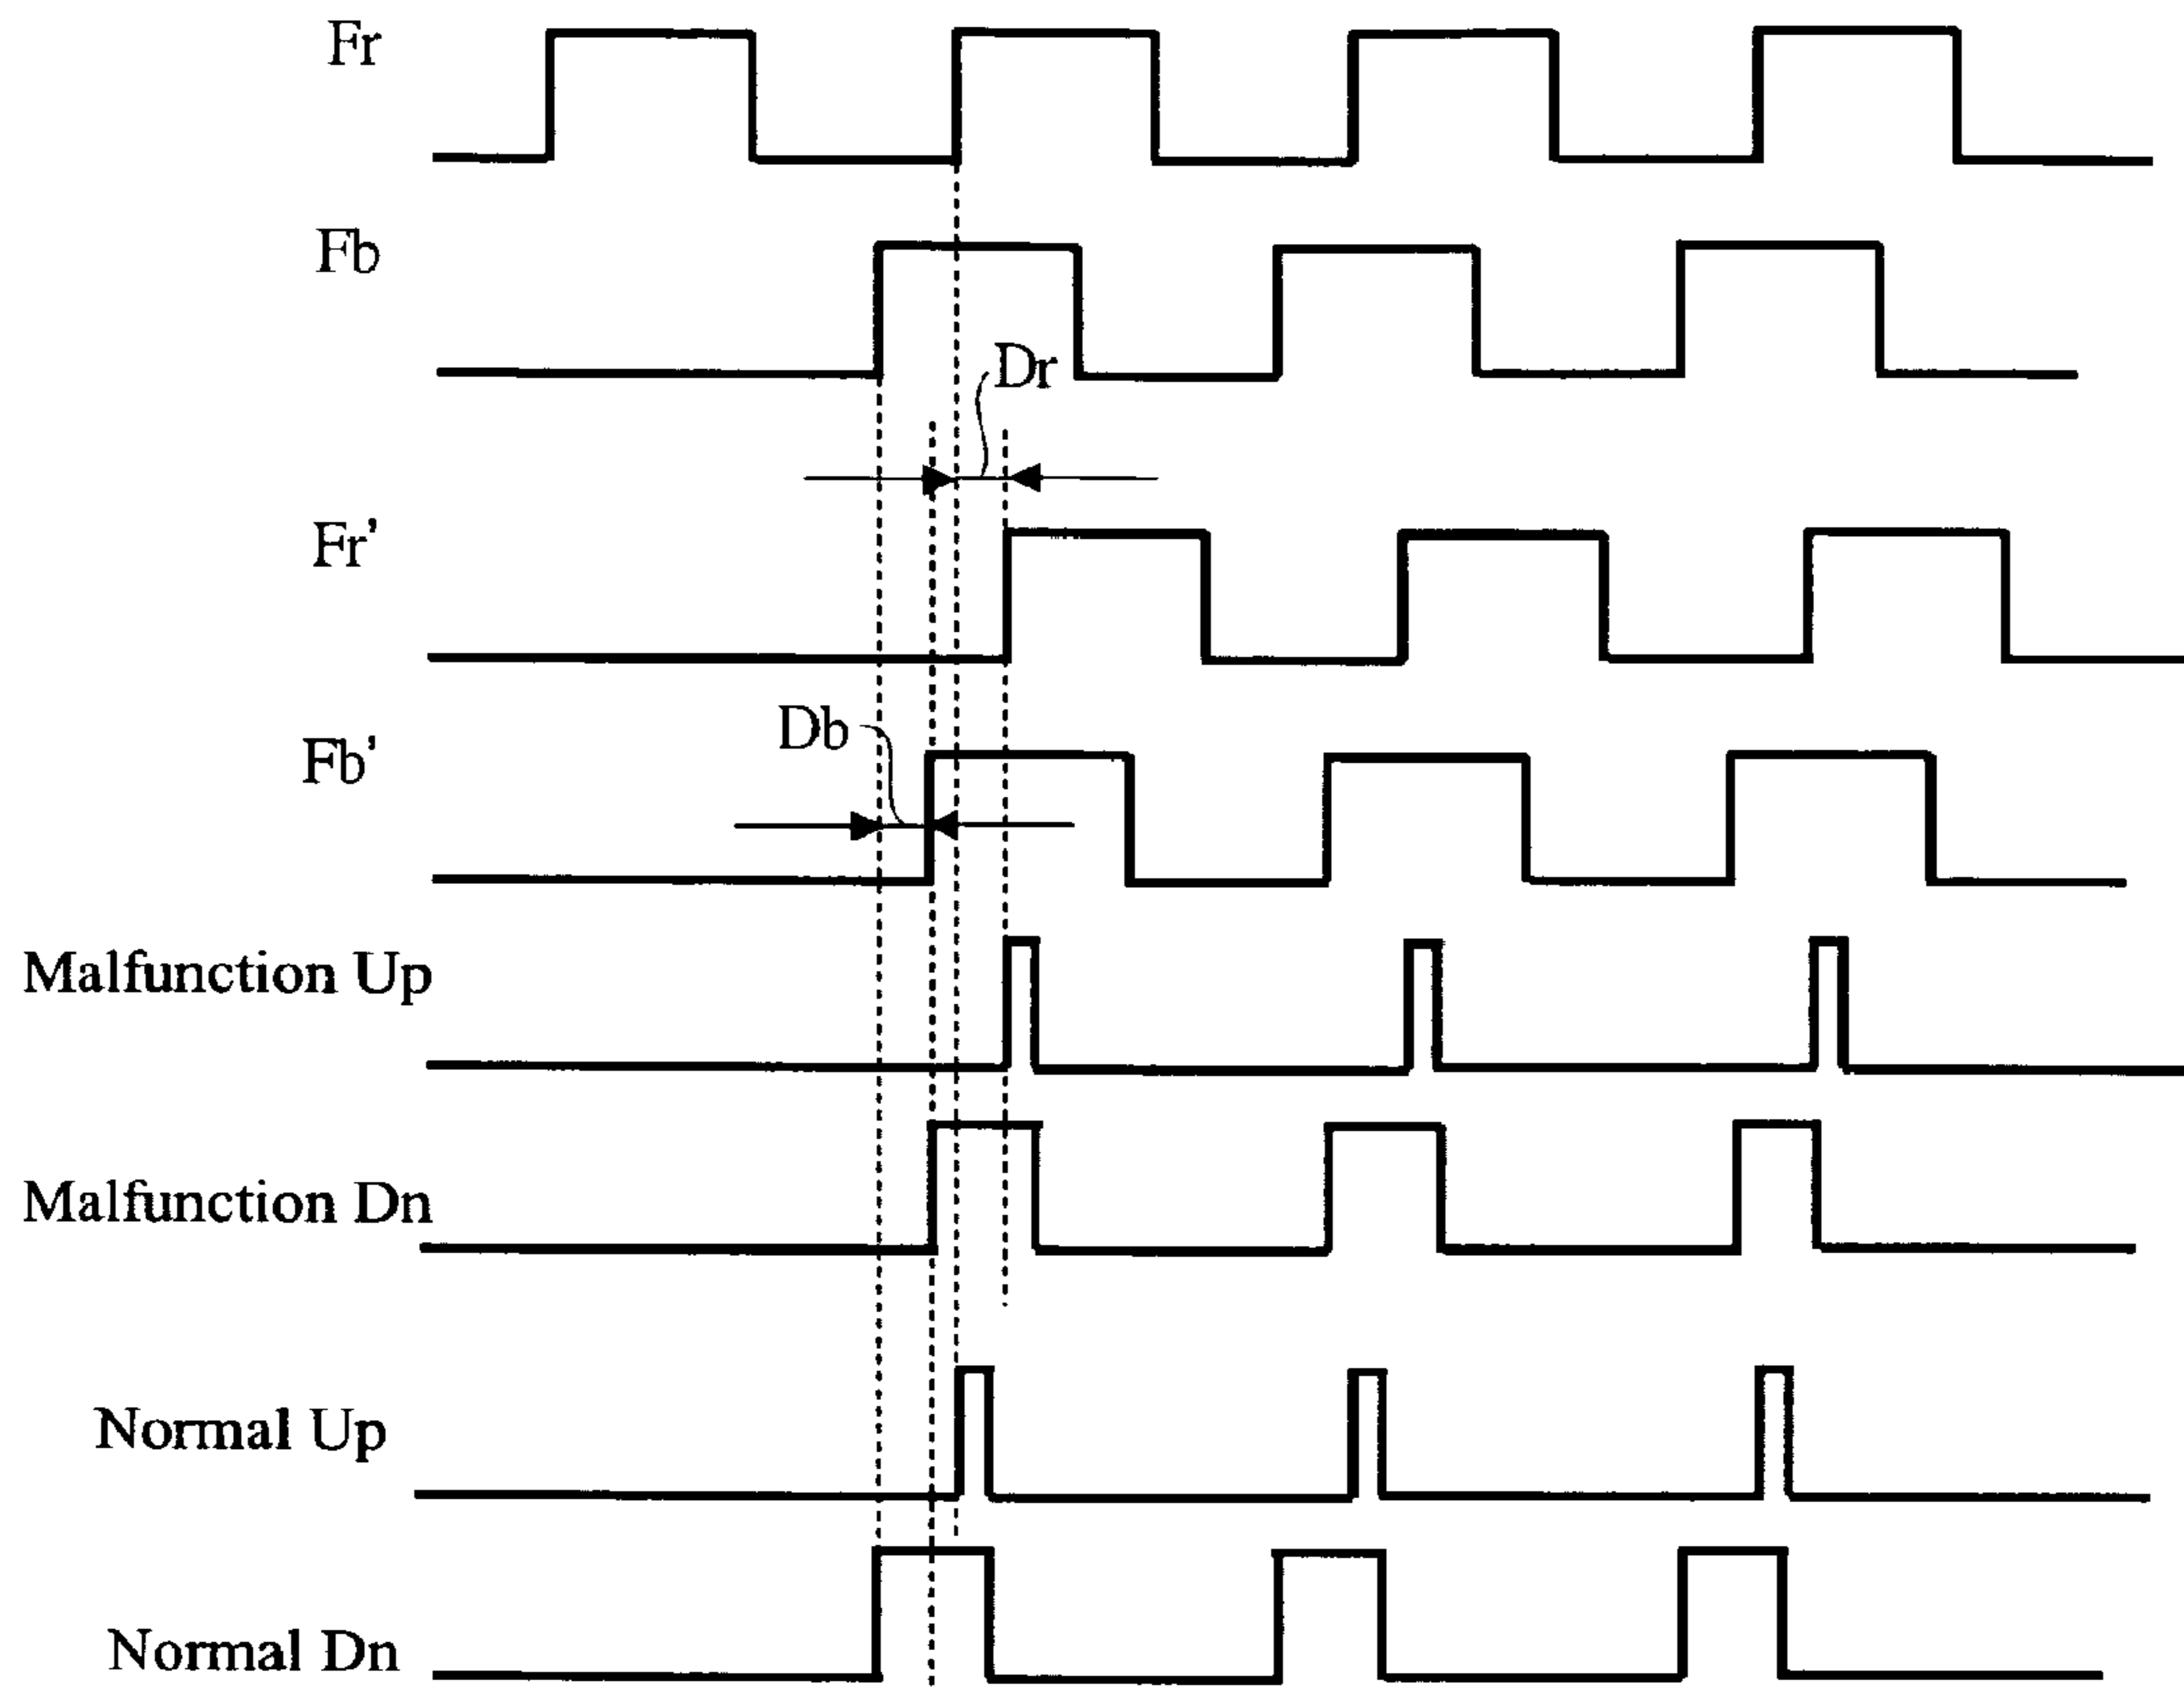 Fr
Fb
Dr
Fr’
Db
Fb’
Malfunction Up
Malfunction Dn
Normal Up
Normal Dn